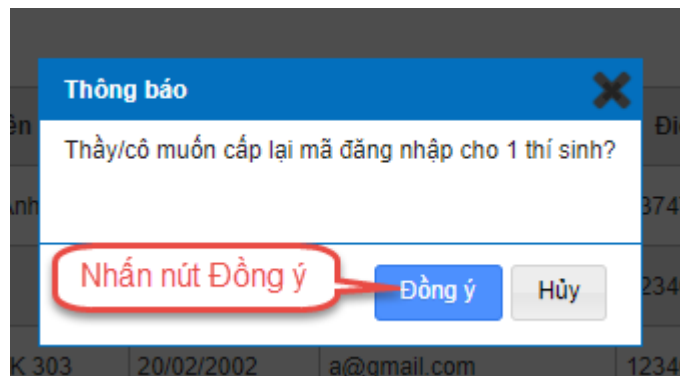 Thông báo
Thầy/cô muốn cấp lại mã đăng nhập cho 1 thí sinh?
Nhấn nút Đồng ý
Đồng ý Hủy
K 303 20/02/2002 a@gmail.com 1234